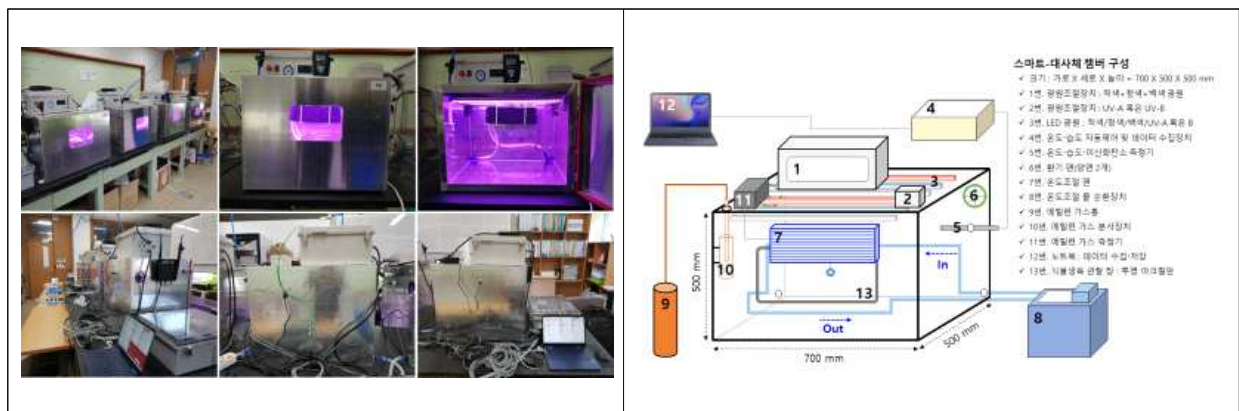 스마트-대사체 챔버 구성
✓ 크기 : 가로 X 세로 X 높이 = 700 X 500 X 500 mm
✓ 1번. 광원조절장치 : 적색+청색+백색 광원
✓ 2번. 광원조절장치 : UV-A 혹은 UV-B
✓ 3번. LED 광원 : 적색/청색/백색/UV-A 혹은 B
✓ 4번. 온도-습도 자동제어 및 데이터 수집장치
✓ 5번. 온도-습도-이산화탄소 측정기
✓ 6번. 환기 팬(양면 2개)
✓ 7번. 온도조절 팬
✓ 8번. 온도조절 물 순환장치
✓ 9번. 에틸렌 가스통
✓ 10번. 에틸렌 가스 분사장치
✓ 11번. 에틸렌 가스 측정기
✓ 12번. 노트북 : 데이터 수집·저장
✓ 13번. 식물생육 관찰 창 : 투명 아크릴판
12
4
1
3
11
2
6
5
7
10
In
13
9
8
Out
500 mm
700 mm
500 mm